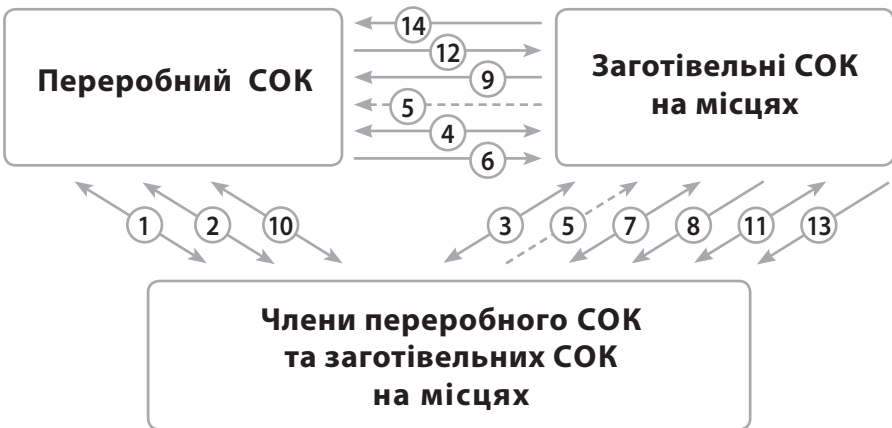 Переробний СОК
14
12
9
5
4
6
Заготівельні СОК
на місцях
1
2
10
3
5
7
8
11
13
Члени переробного СОК
та заготівельних СОК
на місцях